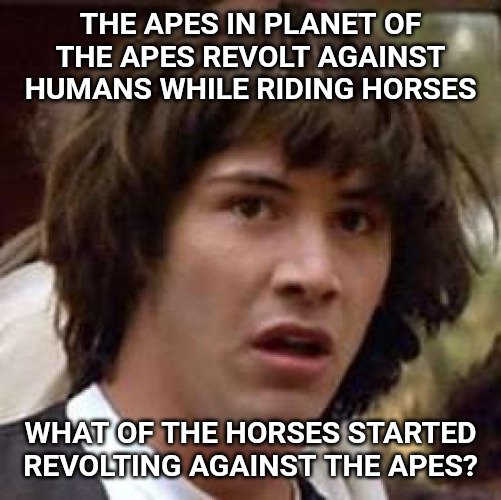 THE APES IN PLANET OF
THE APES REVOLT AGAINST
HUMANS WHILE RIDING HORSES
WHAT OF THE HORSES STARTED
REVOLTING AGAINST THE APES?